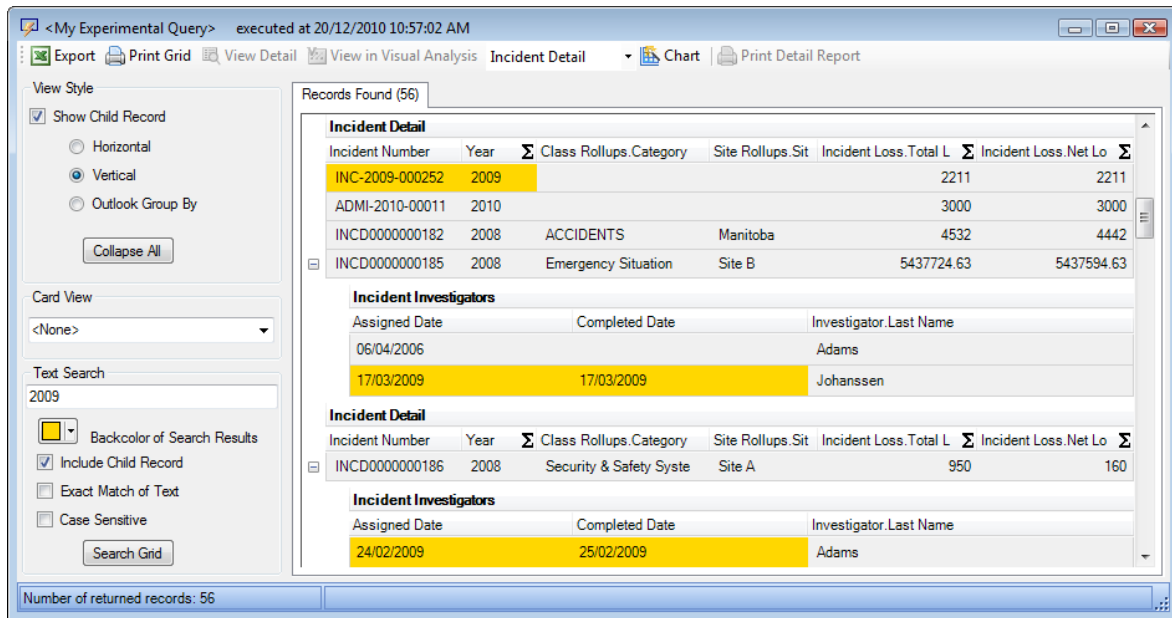 <My Experimental Query> executed at 20/12/2010 10:57:02 AM
Export Print Grid View Detail View in Visual Analysis Incident Detail Chart Print Detail Report
View Style
Show Child Record
Horizontal
Vertical
Outlook Group By
Collapse All
Card View
<None>
Text Search
2009
Backcolor of Search Results
Include Child Record
Exact Match of Text
Case Sensitive
Search Grid
Records Found (56)
Incident Detail
Incident Number Year Σ Class Rollups.Category Site Rollups.Sit Incident Loss.Total L Σ Incident Loss.Net Lo Σ
INC-2009-000252 2009 2211 2211
ADMI-2010-00011 2010 3000 3000
INCD0000000182 2008 ACCIDENTS Manitoba 4532 4442
INCD0000000185 2008 Emergency Situation Site B 5437724.63 5437594.63
Incident Investigators
Assigned Date Completed Date Investigator.Last Name
06/04/2006 Adams
17/03/2009 17/03/2009 Johanssen
Incident Detail
Incident Number Year Σ Class Rollups.Category Site Rollups.Sit Incident Loss.Total L Σ Incident Loss.Net Lo Σ
INCD0000000186 2008 Security & Safety Syste Site A 950 160
Incident Investigators
Assigned Date Completed Date Investigator.Last Name
24/02/2009 25/02/2009 Adams
Number of returned records: 56